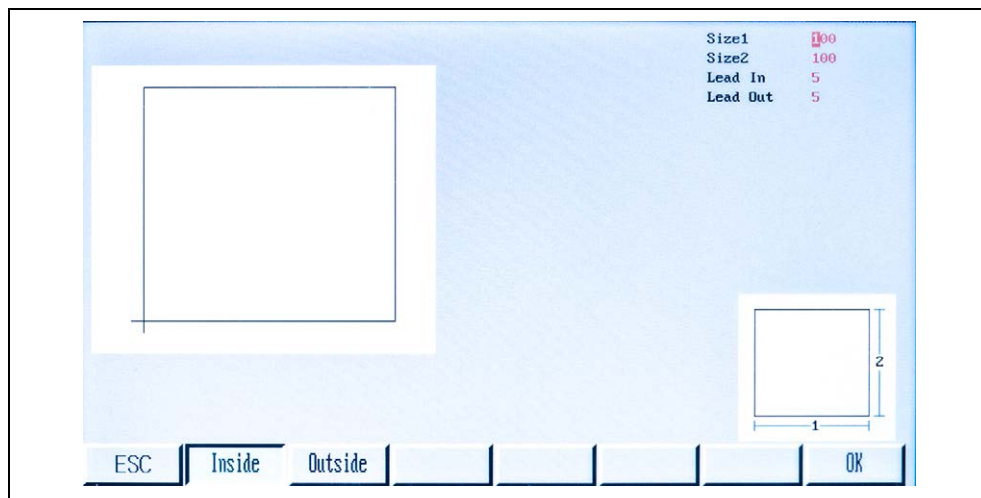 Size1 100
Size2 100
Lead In 5
Lead Out 5
2
1
ESC Inside Outside OK